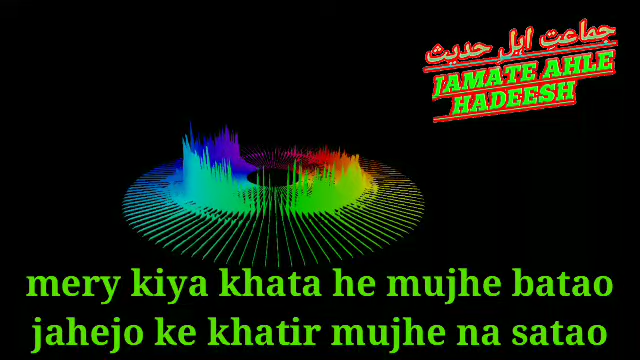 جماعتِ اہلِ حدیث
JAMATE AHLE
HADEESH
mery kiya khata he mujhe batao
jahejo ke khatir mujhe na satao